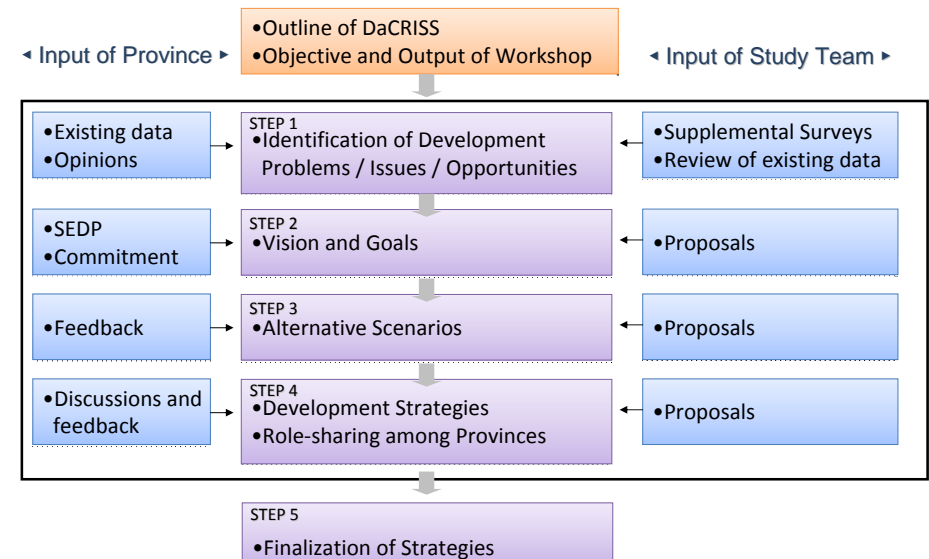 •Outline of DaCRISS
•Objective and Output of Workshop
◂ Input of Province ▸
◂ Input of Study Team ▸
•Existing data
•Opinions
STEP 1
•Identification of Development
Problems / Issues / Opportunities
•Supplemental Surveys
•Review of existing data
•SEDP
•Commitment
STEP 2
•Vision and Goals
•Proposals
•Feedback
STEP 3
•Alternative Scenarios
•Proposals
•Discussions and
feedback
STEP 4
•Development Strategies
•Role-sharing among Provinces
•Proposals
STEP 5
•Finalization of Strategies